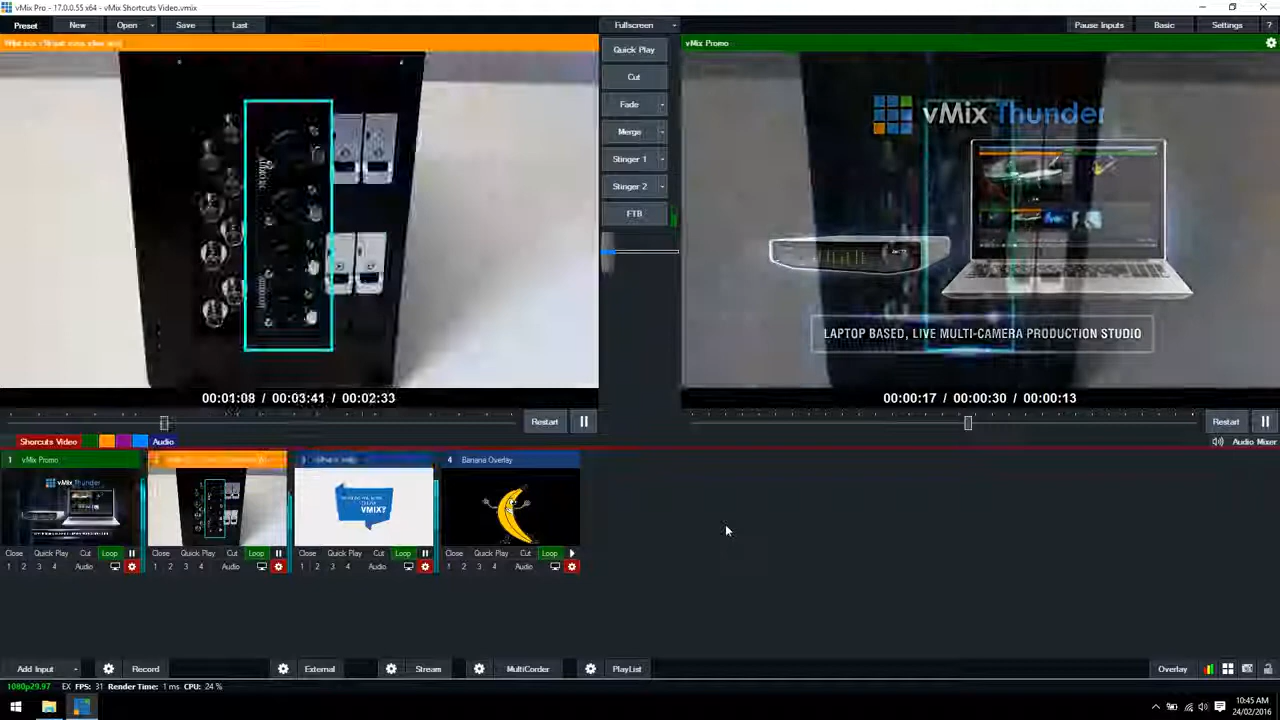 vMix Pro - 17.0.0.55 x64 - vMix Shortcuts Video.vmix
Preset New Open Save Last Fullscreen Pause Inputs Basic Settings ?
vMix Promo
Quick Play
Cut
Fade
Merge
Stinger 1
Stinger 2
FTB
vMix Thunder
LAPTOP BASED, LIVE MULTI-CAMERA PRODUCTION STUDIO
00:01:08 / 00:03:41 / 00:02:33
00:00:17 / 00:00:30 / 00:00:13
Restart
Restart
Shorcuts Video Audio
Audio Mixer
1 vMix Promo
4 Banana Overlay
vMix Thunder
VMIX?
Close Quick Play Cut Loop
Close Quick Play Cut Loop
Close Quick Play Cut Loop
Close Quick Play Cut Loop
1 2 3 4 Audio
1 2 3 4 Audio
1 2 3 4 Audio
1 2 3 4 Audio
Add Input Record External Stream MultiCorder PlayList Overlay
1080p29.97 EX FPS: 31 Render Time: 1 ms CPU: 24 %
10:45 AM
24/02/2016